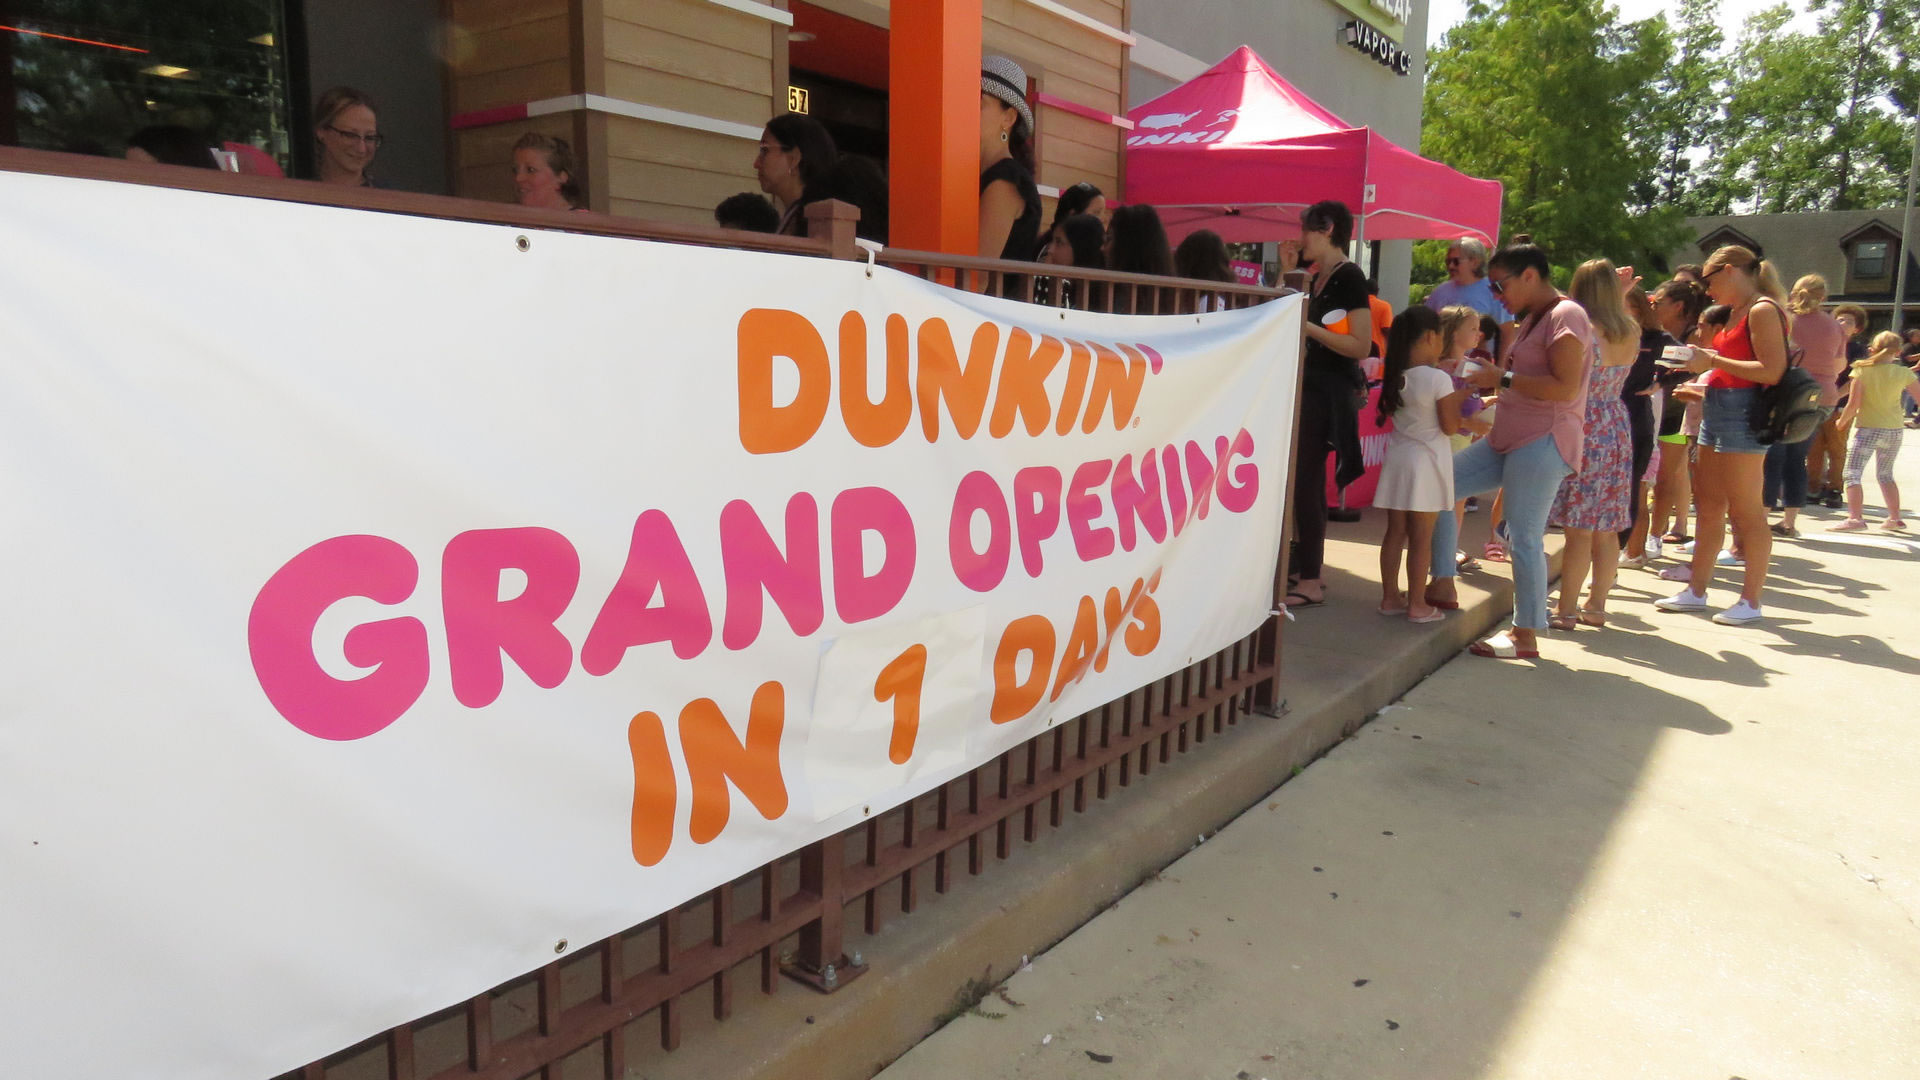 57
VAPOR CO
DUNKIN'
GRAND OPENING
IN 1 DAYS